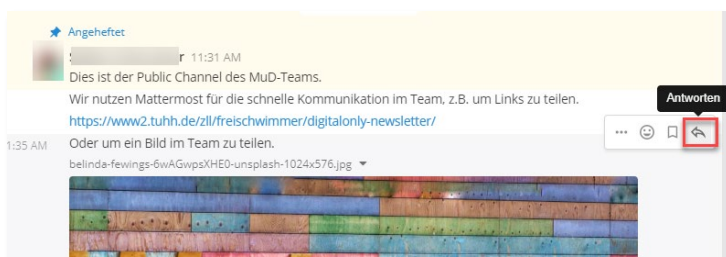 Angeheftet
r 11:31 AM
Dies ist der Public Channel des MuD-Teams.
Wir nutzen Mattermost für die schnelle Kommunikation im Team, z.B. um Links zu teilen.
Antworten
https://www2.tuhh.de/zll/freischwimmer/digitalonly-newsletter/
1:35 AM Oder um ein Bild im Team zu teilen.
belinda-fewings-6wAGwpsXHE0-unsplash-1024x576.jpg